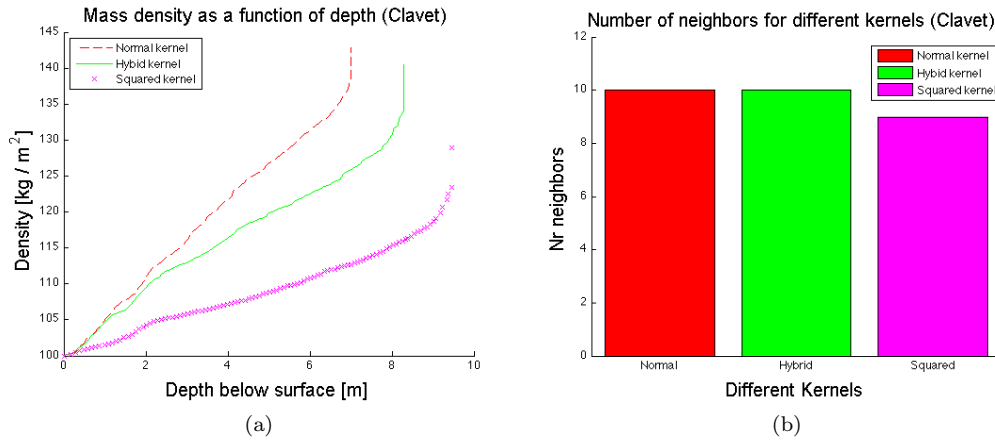 Mass density as a function of depth (Clavet)
Normal kernel
Hybid kernel
Squared kernel
150
145
140
135
130
125
120
115
110
105
100
Density [kg / m^2]
0 2 4 6 8 10
Depth below surface [m]
(a)
Number of neighbors for different kernels (Clavet)
Normal kernel
Hybid kernel
Squared kernel
12
10
8
6
4
2
0
Nr neighbors
Normal Hybrid Squared
Different Kernels
(b)